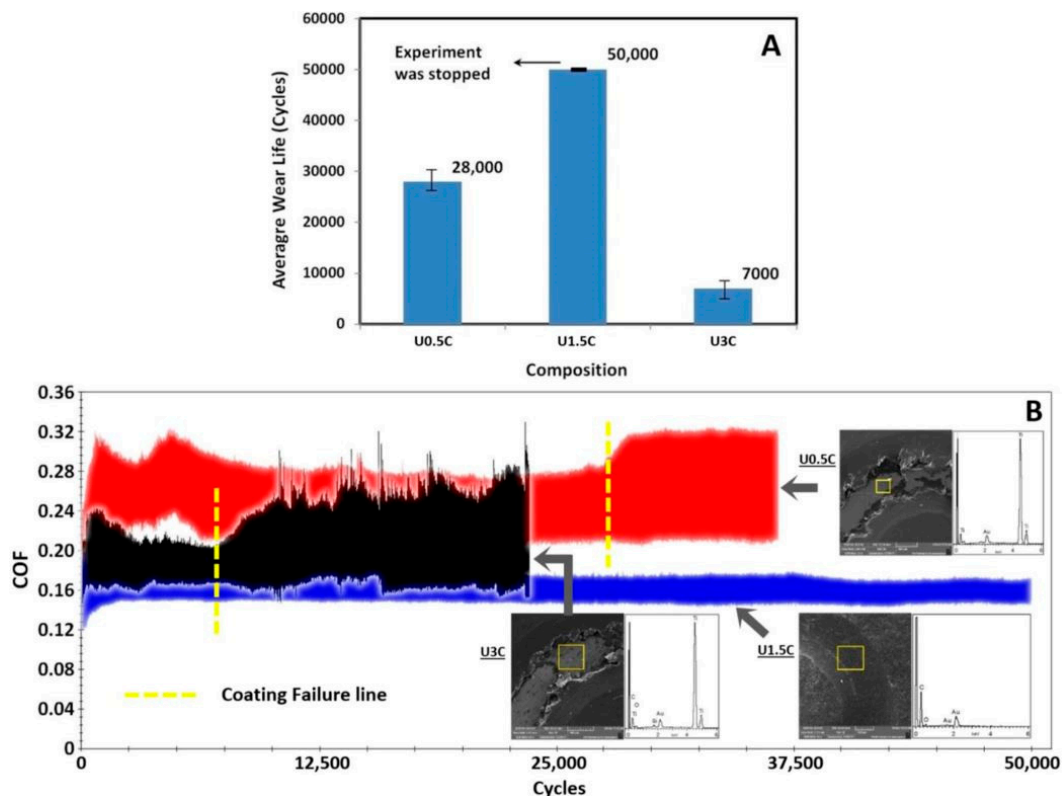 A
60000
50000
40000
30000
20000
10000
0
Averagre Wear Life (Cycles)
Experiment
was stopped
28,000
50,000
7000
U0.5C
U1.5C
U3C
Composition
B
0.36
0.32
0.28
0.24
0.20
0.16
0.12
0.08
0.04
0
COF
U0.5C
U3C
U1.5C
Coating Failure line
0
12,500
25,000
37,500
50,000
Cycles